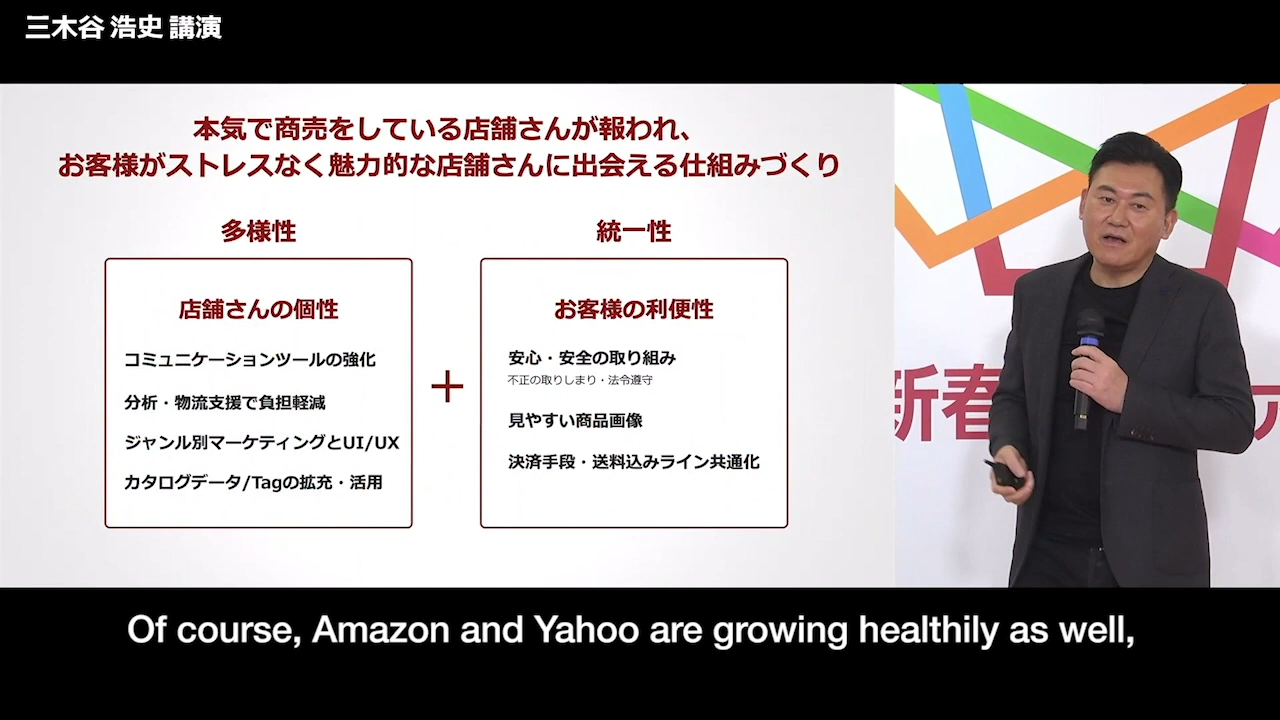 三木谷 浩史 講演
本気で商売をしている店舗さんが報われ、
お客様がストレスなく魅力的な店舗さんに出会える仕組みづくり
多様性
店舗さんの個性
コミュニケーションツールの強化
分析・物流支援で負担軽減
ジャンル別マーケティングとUI/UX
カタログデータ/Tagの拡充・活用
+
統一性
お客様の利便性
安心・安全の取り組み
不正の取りしまり・法令遵守
見やすい商品画像
決済手段・送料込みライン共通化
新春
Of course, Amazon and Yahoo are growing healthily as well,